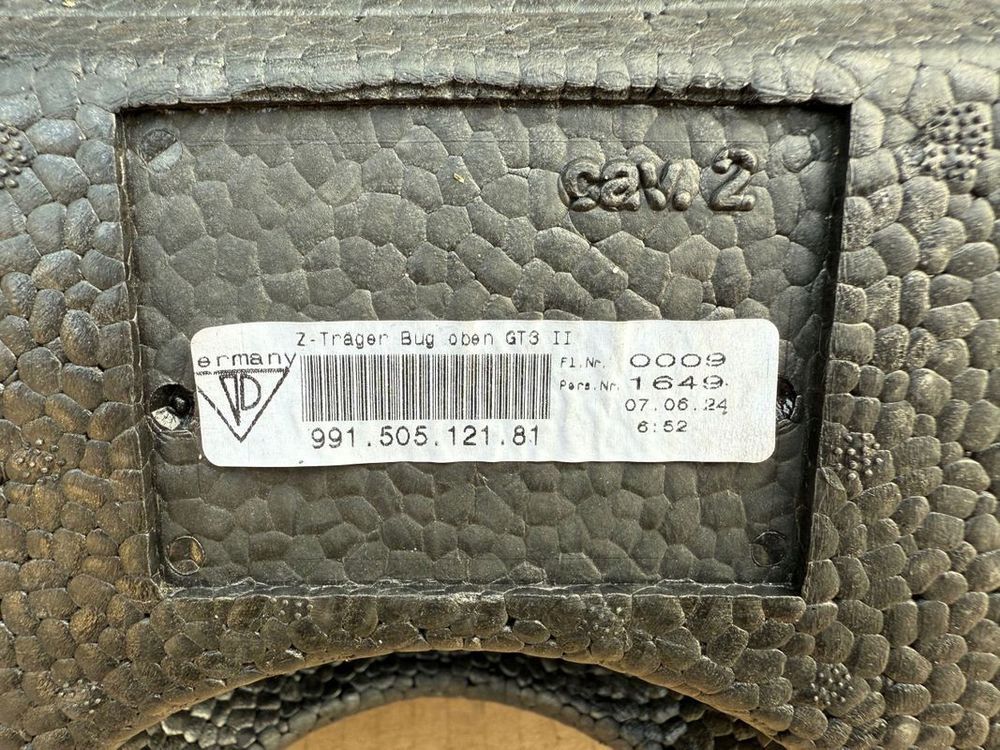 cav. 2
Z-Träger Bug oben GT3 II
ermany
Fl.Nr. 0009
Pers.Nr. 1649
07.06.24
6:52
991.505.121.81